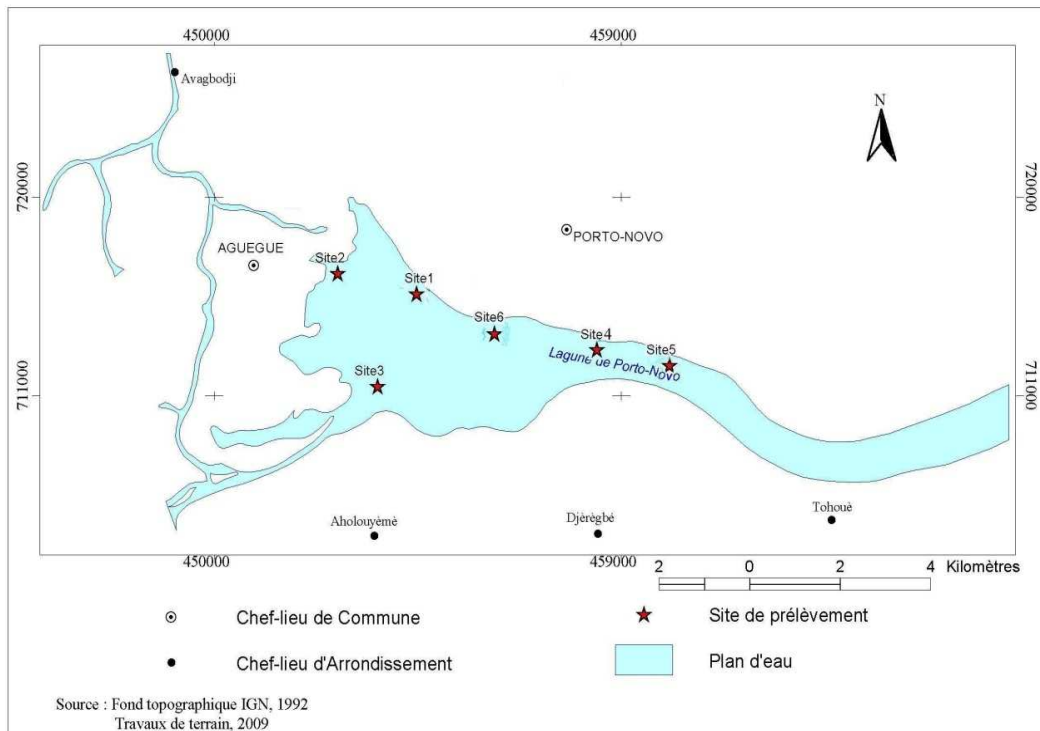 450000
459000
Avagbodji
N
720000
720000
PORTO-NOVO
AGUEGUE
Site2
Site1
Site6
Site4
Site5
Lagune de Porto-Novo
Site3
711000
711000
Tohouè
Aholouyèmè
Djèrègbé
450000
459000
2 0 2 4 Kilomètres
Chef-lieu de Commune
Site de prélèvement
Chef-lieu d'Arrondissement
Plan d'eau
Source : Fond topographique IGN, 1992
Travaux de terrain, 2009